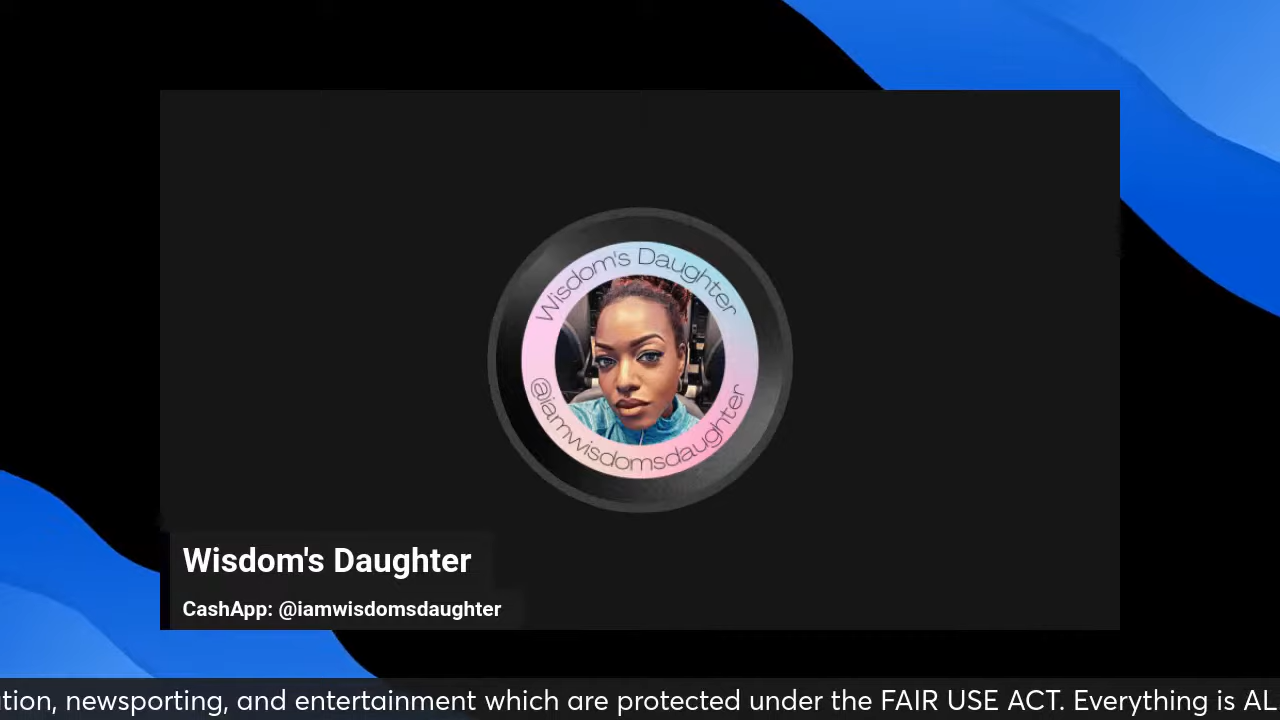 Wisdom's Daughter
@iamwisdomsdaughter
Wisdom's Daughter
CashApp: @iamwisdomsdaughter
tion, newsporting, and entertainment which are protected under the FAIR USE ACT. Everything is AL